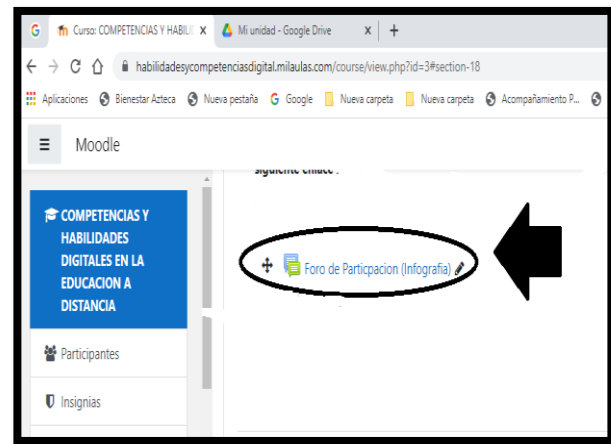 Curso: COMPETENCIAS Y HABILI
Mi unidad - Google Drive
habilidadesycompetenciasdigital.milaulas.com/course/view.php?id=3#section-18
Aplicaciones Bienestar Azteca Nueva pestaña Google Nueva carpeta Nueva carpeta Acompañamiento P...
Moodle
siguiente enlace :
COMPETENCIAS Y
HABILIDADES
DIGITALES EN LA
EDUCACION A
DISTANCIA
Foro de Particpacion (Infografia)
Participantes
Insignias